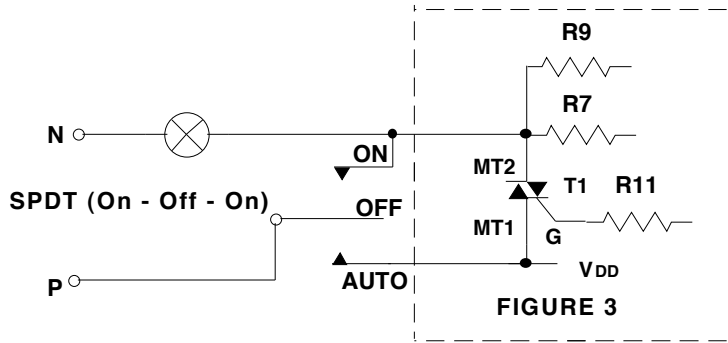 R9
R7
N
ON
MT2
T1
R11
SPDT (On - Off - On)
OFF
MT1
G
P
AUTO
VDD
FIGURE 3